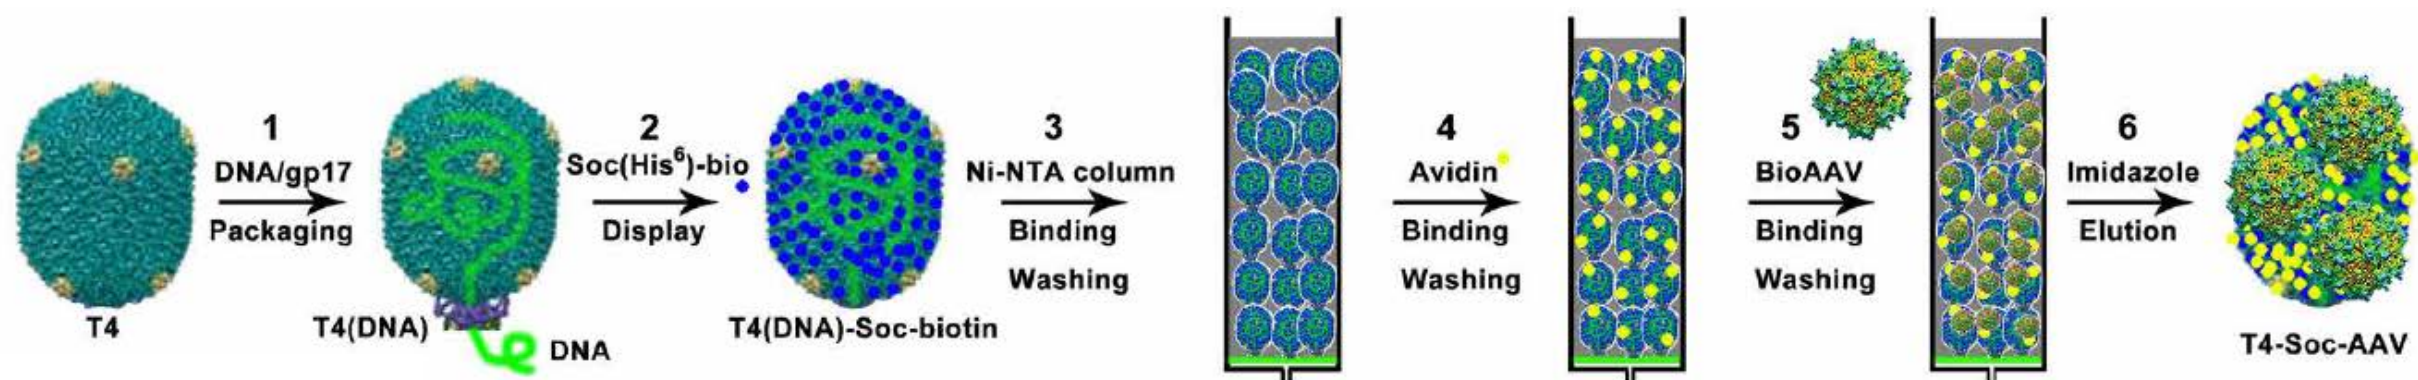 1
DNA/gp17
Packaging
2
Soc(His⁶)-bio
Display
3
Ni-NTA column
Binding
Washing
4
Avidin
Binding
Washing
5
BioAAV
Binding
Washing
6
Imidazole
Elution
T4
T4(DNA)
DNA
T4(DNA)-Soc-biotin
T4-Soc-AAV